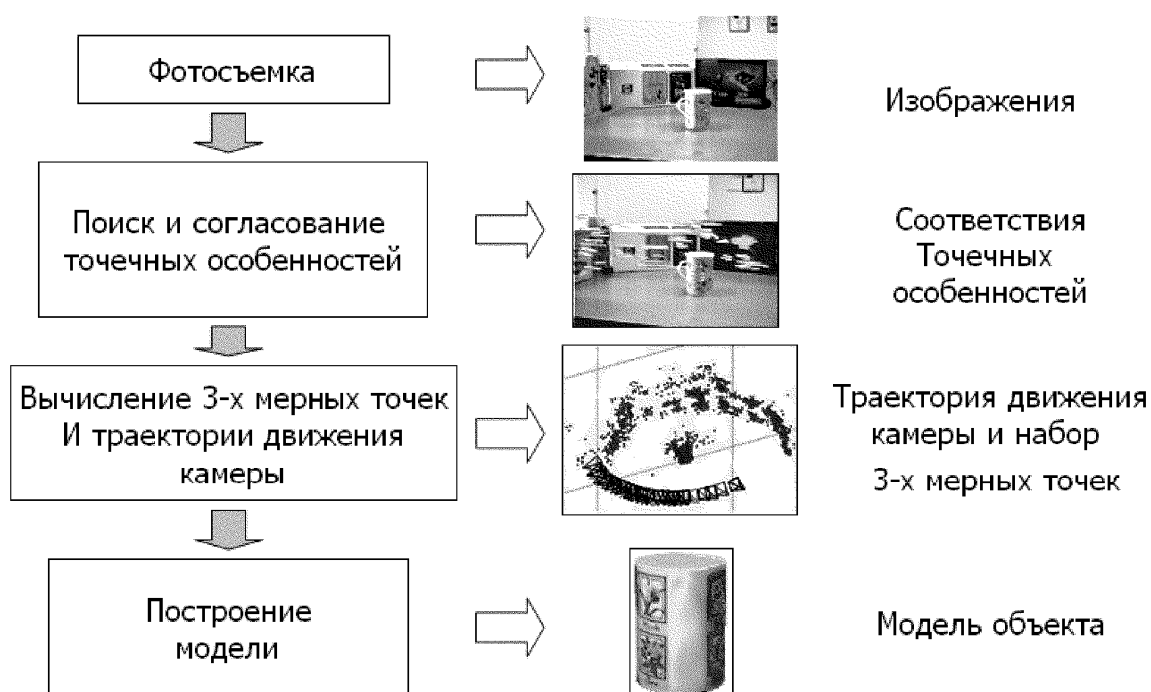 Фотосъемка
Изображения
Поиск и согласование
точечных особенностей
Соответствия
Точечных
особенностей
Вычисление 3-х мерных точек
И траектории движения
камеры
Траектория движения
камеры и набор
3-х мерных точек
Построение
модели
Модель объекта